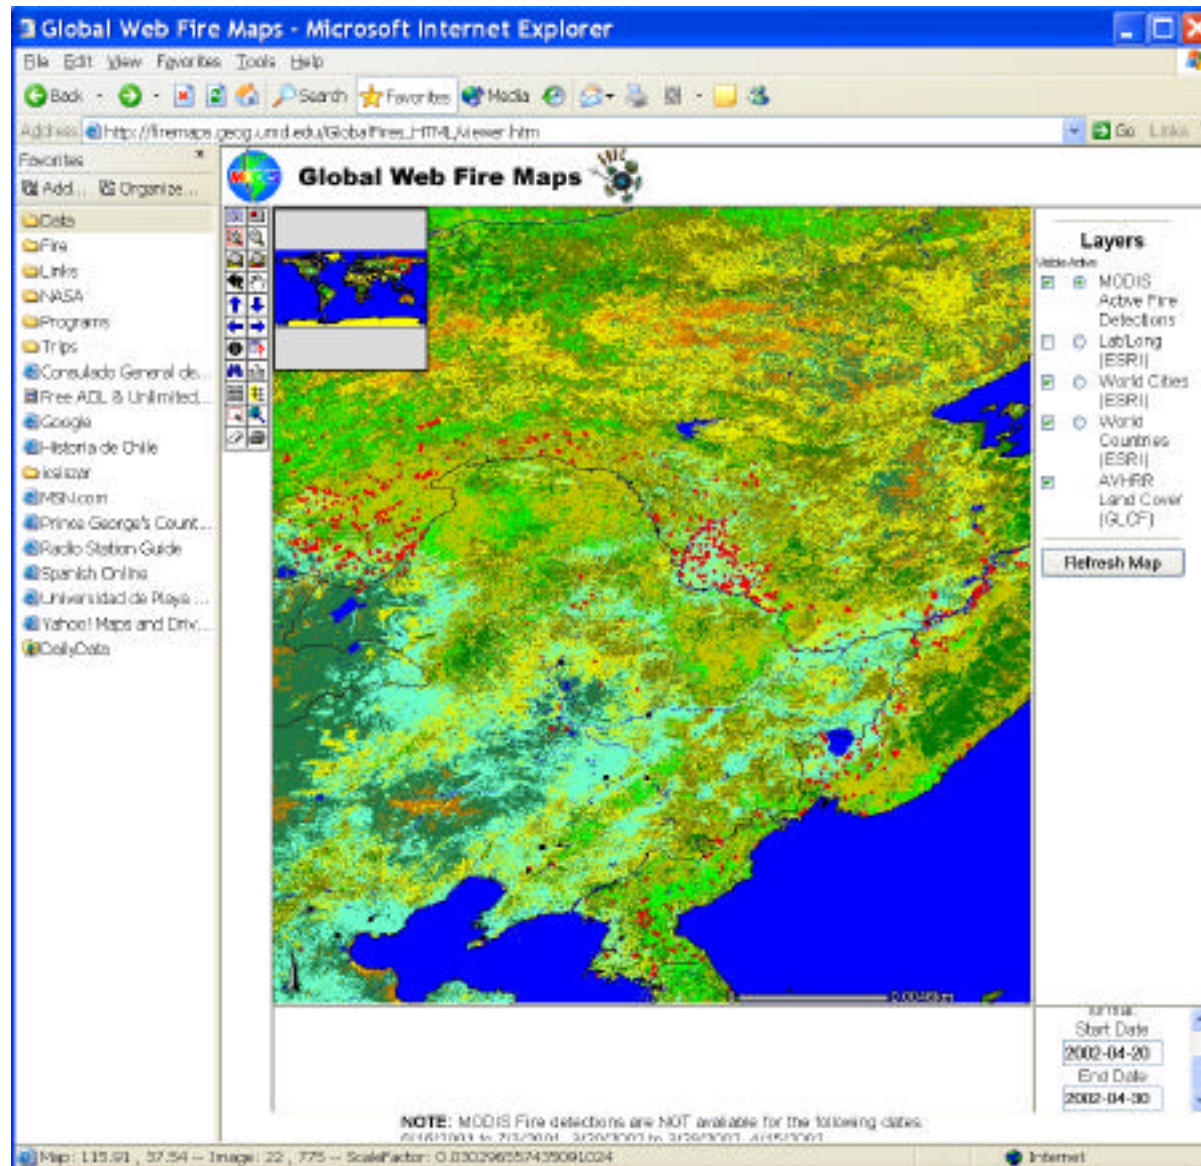 Global Web Fire Maps - Microsoft Internet Explorer
File Edit View Favorites Tools Help
Back Search Favorites Media
Address http://firemaps.geog.umd.edu/GlobalFires_HTML/viewer.htm Go Links
Favorites
Add... Organize...
Data
Fire
Links
NASA
Programs
Trips
Consulado General de...
Free AOL & Unlimited...
Google
Historia de Chile
MSN.com
Prince George's Count...
Radio Station Guide
Spanish Online
Universidad de Playa ...
Yahoo! Maps and Driv...
DailyData
Global Web Fire Maps
Layers
Visible Active
MODIS
Active Fire
Detections
Lat/Long
(ESRI)
World Cities
(ESRI)
World
Countries
(ESRI)
AVHRR
Land Cover
(GLCF)
Refresh Map
0.0046km
format:
Start Date
2002-04-20
End Date
2002-04-30
NOTE: MODIS Fire detections are NOT available for the following dates:
Map: 115.91 , 37.54 -- Image: 22 , 775 -- ScaleFactor: 0.030296557435091024
Internet